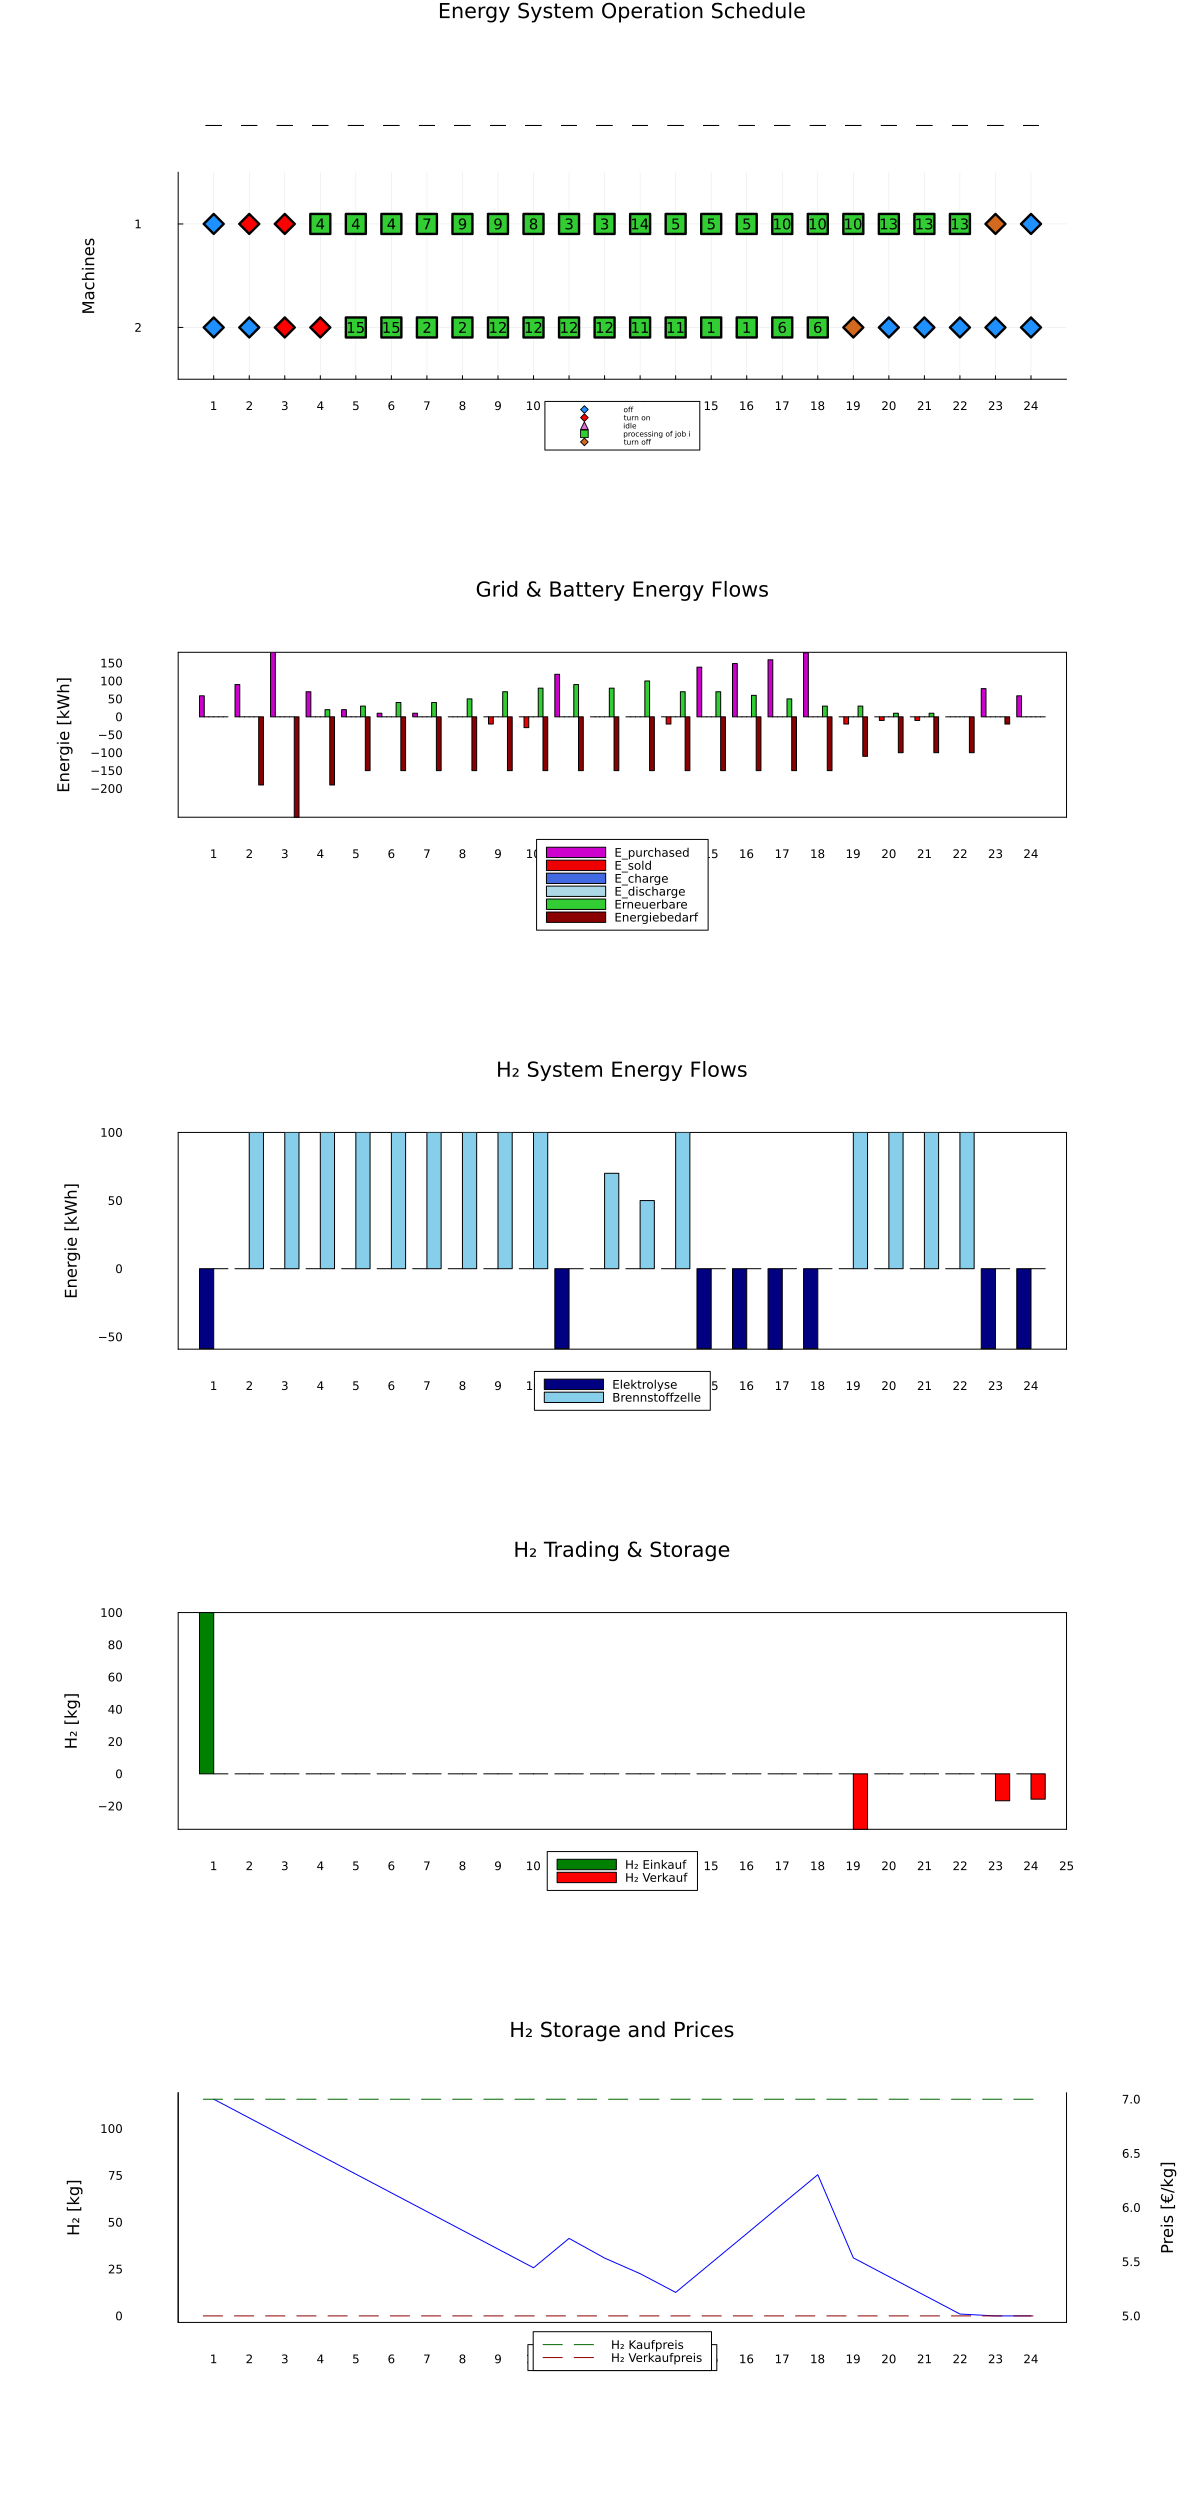 Energy System Operation Schedule
Machines
1
4 4 4 7 9 9 8 3 3 14 5 5 5 10 10 10 13 13 13
2
15 15 2 2 12 12 12 12 11 11 1 1 6 6
1 2 3 4 5 6 7 8 9 10 15 16 17 18 19 20 21 22 23 24
off
turn on
idle
processing of job i
turn off
Grid & Battery Energy Flows
Energie [kWh]
150
100
50
0
−50
−100
−150
−200
1 2 3 4 5 6 7 8 9 10 15 16 17 18 19 20 21 22 23 24
E_purchased
E_sold
E_charge
E_discharge
Erneuerbare
Energiebedarf
H₂ System Energy Flows
Energie [kWh]
100
50
0
−50
1 2 3 4 5 6 7 8 9 1 5 16 17 18 19 20 21 22 23 24
Elektrolyse
Brennstoffzelle
H₂ Trading & Storage
H₂ [kg]
100
80
60
40
20
0
−20
1 2 3 4 5 6 7 8 9 10 15 16 17 18 19 20 21 22 23 24 25
H₂ Einkauf
H₂ Verkauf
H₂ Storage and Prices
H₂ [kg]
100
75
50
25
0
7.0
6.5
6.0
5.5
5.0
Preis [€/kg]
1 2 3 4 5 6 7 8 9 16 17 18 19 20 21 22 23 24
H₂ Kaufpreis
H₂ Verkaufpreis